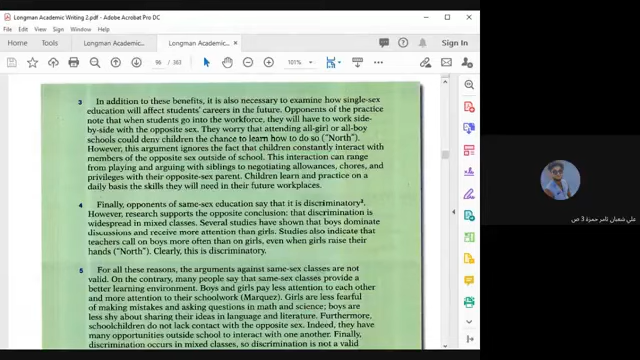 Longman Academic Writing 2.pdf - Adobe Acrobat Pro DC
File Edit View Sign Window Help
Home Tools Longman Academic... Longman Academic... × Sign In
96 / 363 101%
3 In addition to these benefits, it is also necessary to examine how single-sex
education will affect students' careers in the future. Opponents of the practice
note that when students go into the workforce, they will have to work side-
by-side with the opposite sex. They worry that attending all-girl or all-boy
schools could deny children the chance to learn how to do so ("North").
However, this argument ignores the fact that children constantly interact with
members of the opposite sex outside of school. This interaction can range
from playing and arguing with siblings to negotiating allowances, chores, and
privileges with their opposite-sex parent. Children learn and practice on
a daily basis the skills they will need in their future workplaces.
4 Finally, opponents of same-sex education say that it is discriminatory².
However, research supports the opposite conclusion: that discrimination is
widespread in mixed classes. Several studies have shown that boys dominate
discussions and receive more attention than girls. Studies also indicate that
teachers call on boys more often than on girls, even when girls raise their
hands ("North"). Clearly, this is discriminatory.
5 For all these reasons, the arguments against same-sex classes are not
valid. On the contrary, many people say that same-sex classes provide a
better learning environment. Boys and girls pay less attention to each other
and more attention to their schoolwork (Marquez). Girls are less fearful
of making mistakes and asking questions in math and science; boys are
less shy about sharing their ideas in language and literature. Furthermore,
schoolchildren do not lack contact with the opposite sex. Indeed, they have
many opportunities outside school to interact with one another. Finally,
discrimination occurs in mixed classes, so discrimination is not a valid
علي شعبان ثامر حمزة 3 ص